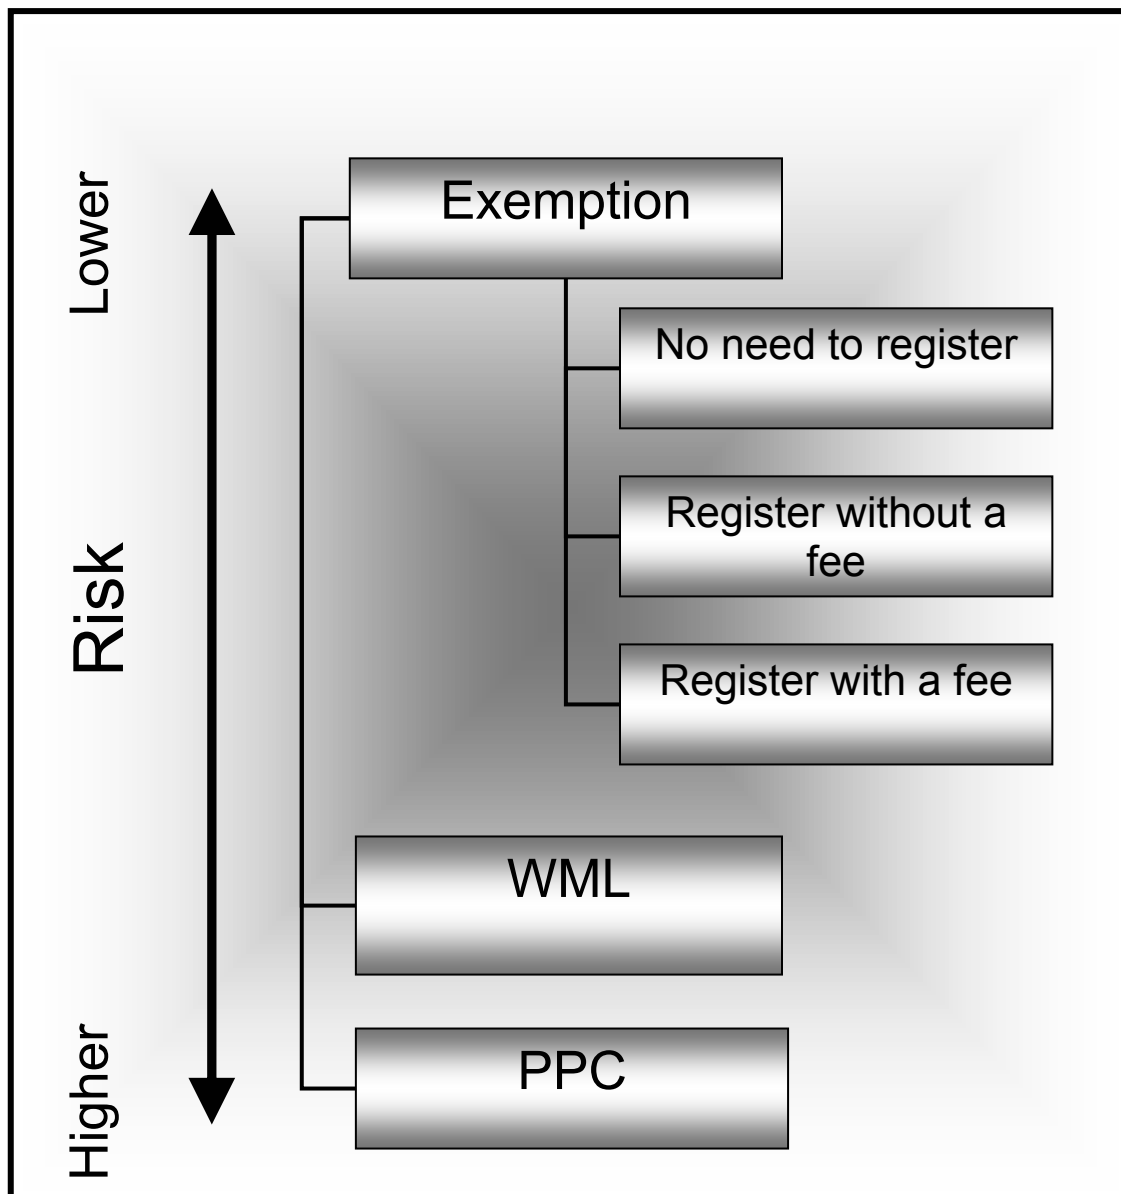 Lower
Exemption
No need to register
Register without a
fee
Risk
Register with a fee
WML
Higher
PPC